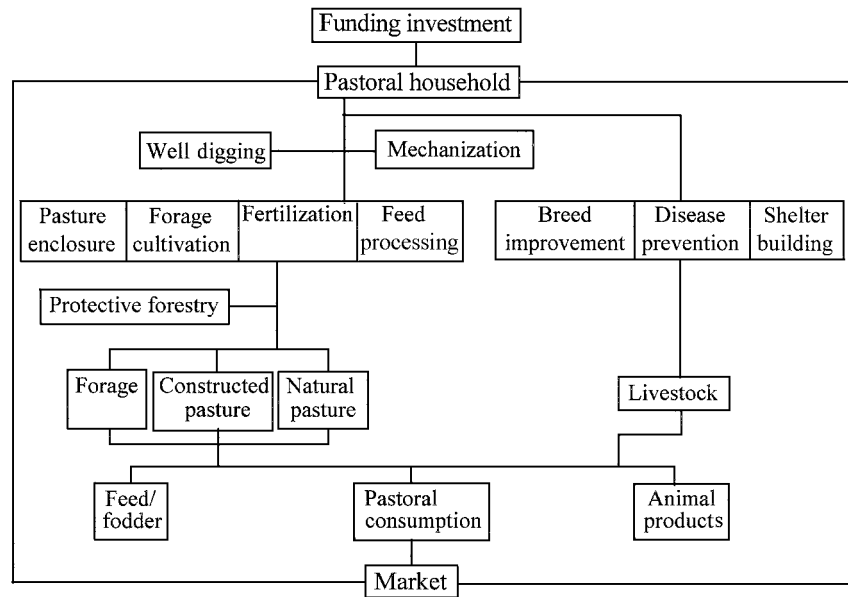 Funding investment
Pastoral household
Well digging
Mechanization
Pasture
enclosure
Forage
cultivation
Fertilization
Feed
processing
Breed
improvement
Disease
prevention
Shelter
building
Protective forestry
Forage
Constructed
pasture
Natural
pasture
Livestock
Feed/
fodder
Pastoral
consumption
Animal
products
Market